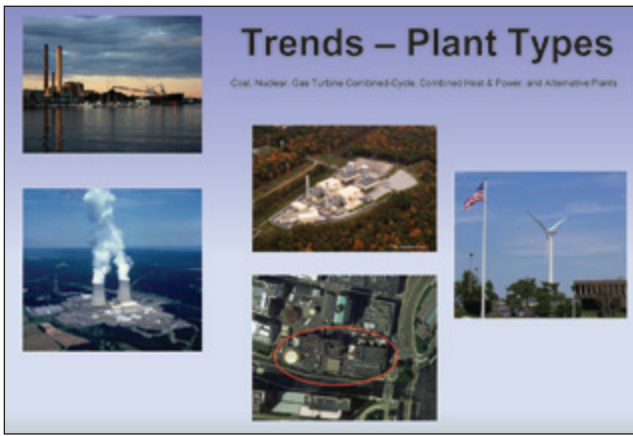 Trends – Plant Types
Coal, Nuclear, Gas Turbine Combined-Cycle, Combined Heat & Power, and Alternative Plants